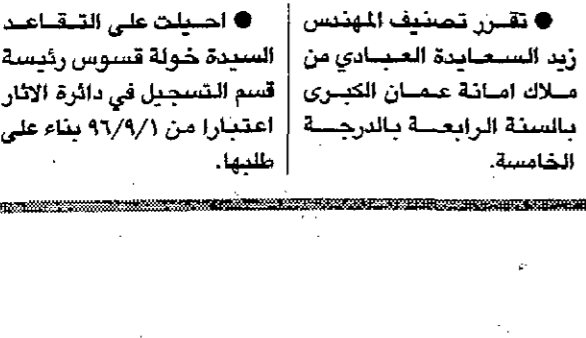 ● تقرر تصنيف المهندس
زيد السعايدة العبادي من
ملاك امانة عمان الكبرى
بالسنة الرابعة بالدرجة
الخامسة.
● احيلت على التقاعد
السيدة خولة قسوس رئيسة
قسم التسجيل في دائرة الاثار
اعتبارا من ٩٦/٩/١ بناء على
طلبها.